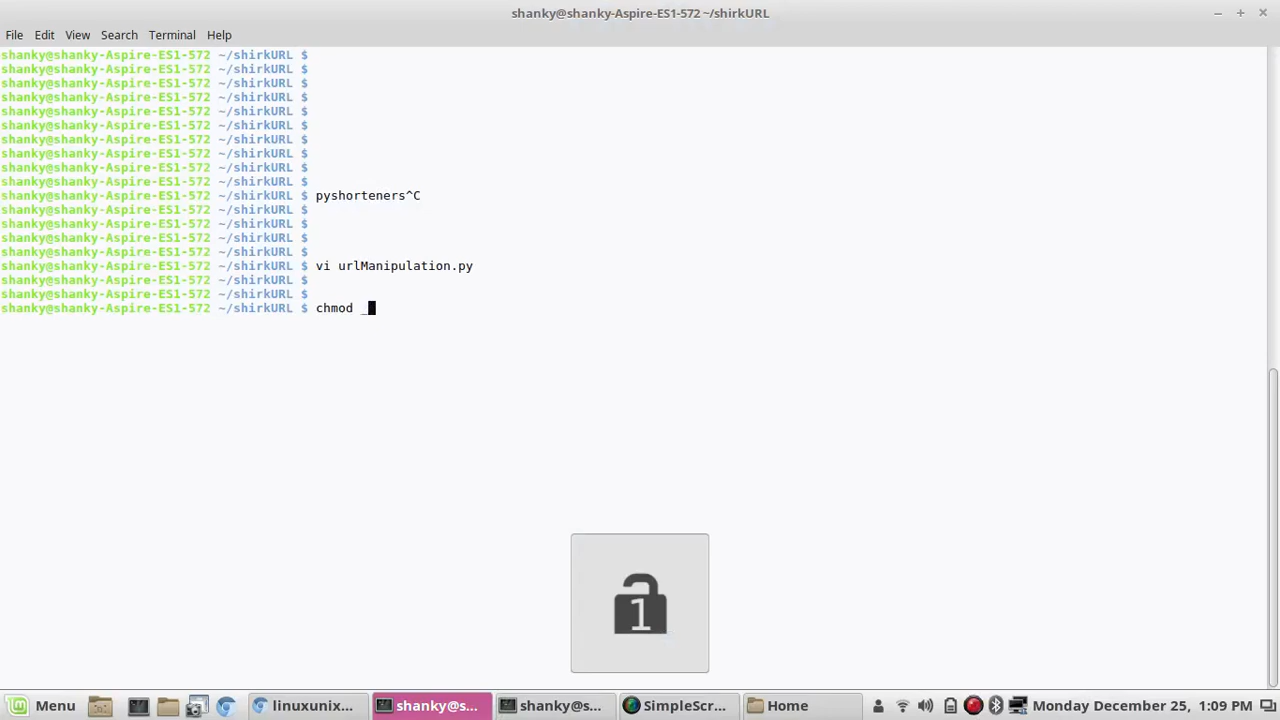 shanky@shanky-Aspire-ES1-572 ~/shirkURL
File Edit View Search Terminal Help
shanky@shanky-Aspire-ES1-572 ~/shirkURL $
shanky@shanky-Aspire-ES1-572 ~/shirkURL $
shanky@shanky-Aspire-ES1-572 ~/shirkURL $
shanky@shanky-Aspire-ES1-572 ~/shirkURL $
shanky@shanky-Aspire-ES1-572 ~/shirkURL $
shanky@shanky-Aspire-ES1-572 ~/shirkURL $
shanky@shanky-Aspire-ES1-572 ~/shirkURL $
shanky@shanky-Aspire-ES1-572 ~/shirkURL $
shanky@shanky-Aspire-ES1-572 ~/shirkURL $
shanky@shanky-Aspire-ES1-572 ~/shirkURL $
shanky@shanky-Aspire-ES1-572 ~/shirkURL $ pyshorteners^C
shanky@shanky-Aspire-ES1-572 ~/shirkURL $
shanky@shanky-Aspire-ES1-572 ~/shirkURL $
shanky@shanky-Aspire-ES1-572 ~/shirkURL $
shanky@shanky-Aspire-ES1-572 ~/shirkURL $
shanky@shanky-Aspire-ES1-572 ~/shirkURL $ vi urlManipulation.py
shanky@shanky-Aspire-ES1-572 ~/shirkURL $
shanky@shanky-Aspire-ES1-572 ~/shirkURL $
shanky@shanky-Aspire-ES1-572 ~/shirkURL $ chmod _
1
Menu linuxunix... shanky@s... shanky@s... SimpleScr... Home Monday December 25, 1:09 PM